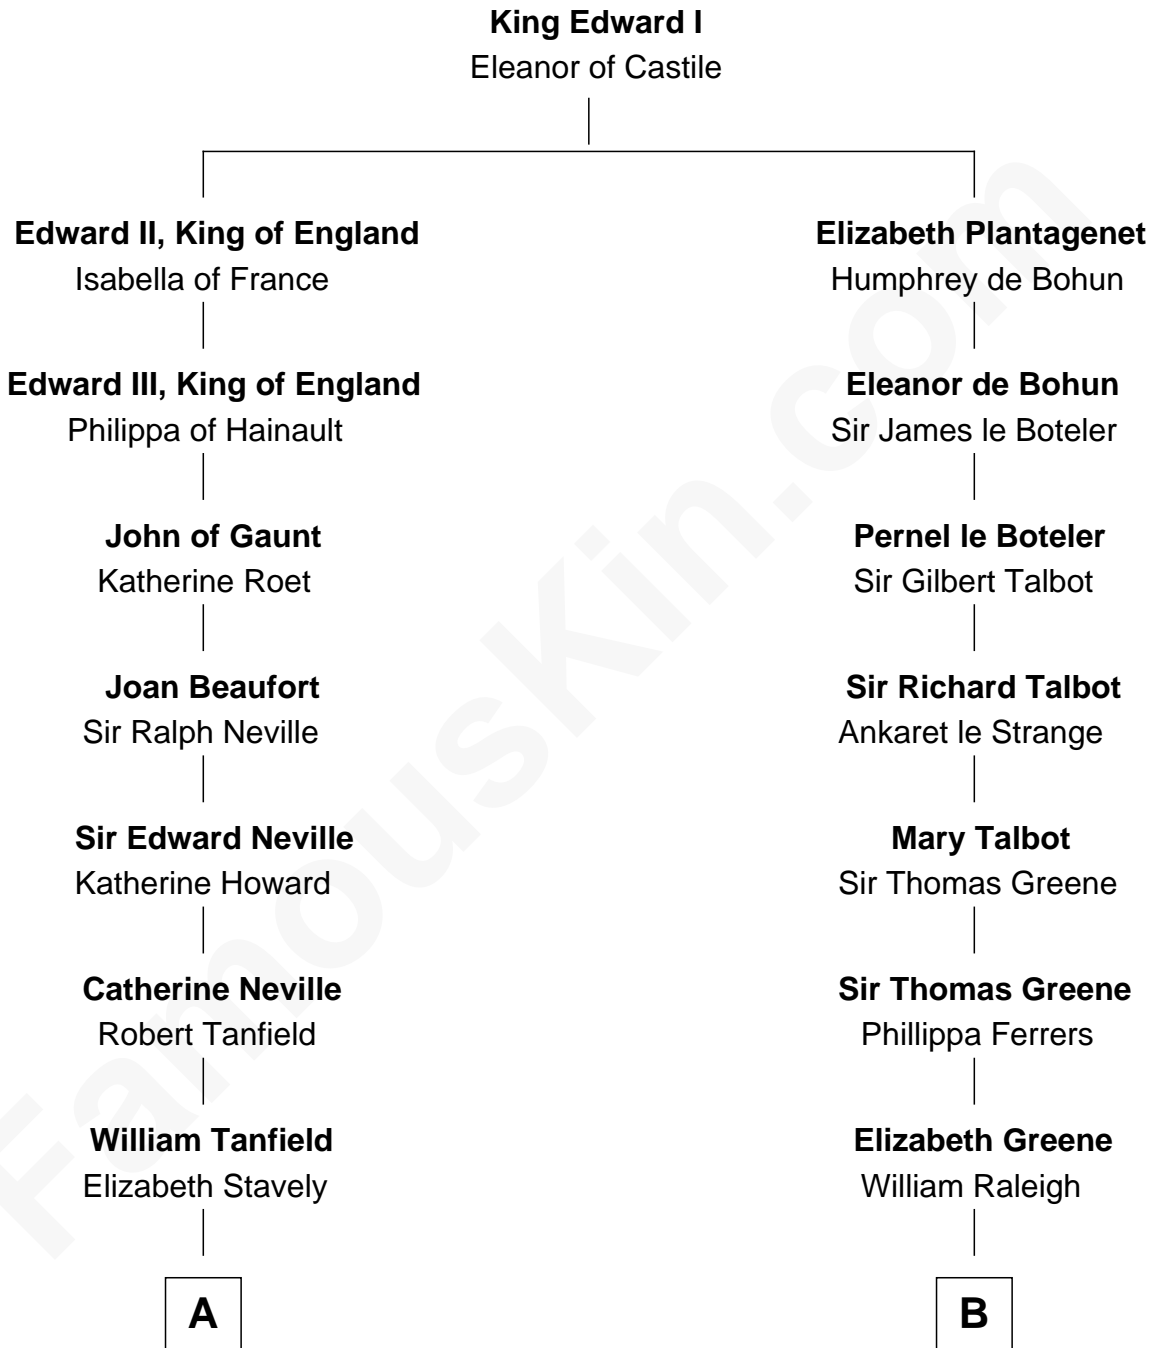 King Edward I
Eleanor of Castile
Edward II, King of England
Isabella of France
Elizabeth Plantagenet
Humphrey de Bohun
Edward III, King of England
Philippa of Hainault
Eleanor de Bohun
Sir James le Boteler
John of Gaunt
Katherine Roet
Pernel le Boteler
Sir Gilbert Talbot
Joan Beaufort
Sir Ralph Neville
Sir Richard Talbot
Ankaret le Strange
Sir Edward Neville
Katherine Howard
Mary Talbot
Sir Thomas Greene
Catherine Neville
Robert Tanfield
Sir Thomas Greene
Phillippa Ferrers
William Tanfield
Elizabeth Stavely
Elizabeth Greene
William Raleigh
A
B
FamousKin.com